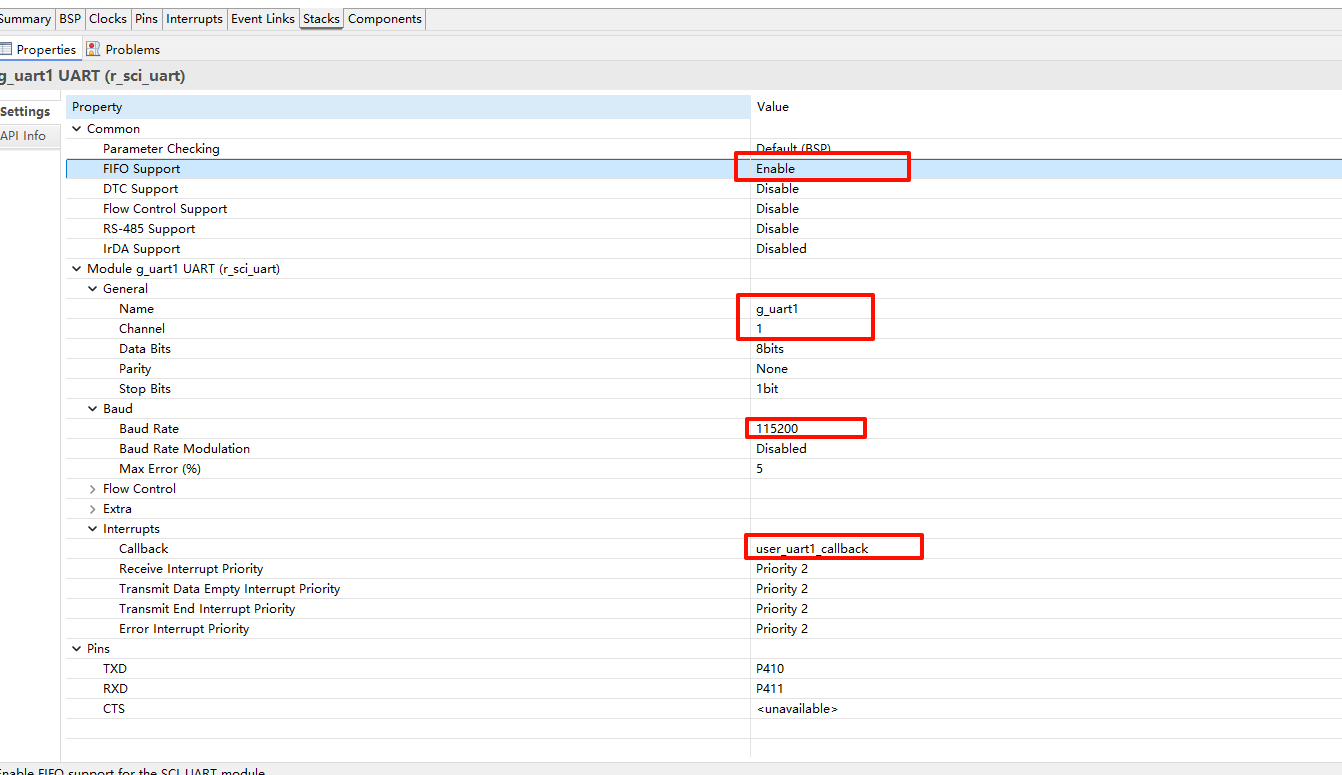 Summary BSP Clocks Pins Interrupts Event Links Stacks Components
Properties Problems
g_uart1 UART (r_sci_uart)
Settings
API Info
Property Value
Common
Parameter Checking Default (BSP)
FIFO Support Enable
DTC Support Disable
Flow Control Support Disable
RS-485 Support Disable
IrDA Support Disabled
Module g_uart1 UART (r_sci_uart)
General
Name g_uart1
Channel 1
Data Bits 8bits
Parity None
Stop Bits 1bit
Baud
Baud Rate 115200
Baud Rate Modulation Disabled
Max Error (%) 5
Flow Control
Extra
Interrupts
Callback user_uart1_callback
Receive Interrupt Priority Priority 2
Transmit Data Empty Interrupt Priority Priority 2
Transmit End Interrupt Priority Priority 2
Error Interrupt Priority Priority 2
Pins
TXD P410
RXD P411
CTS <unavailable>
Enable FIFO support for the SCI UART module